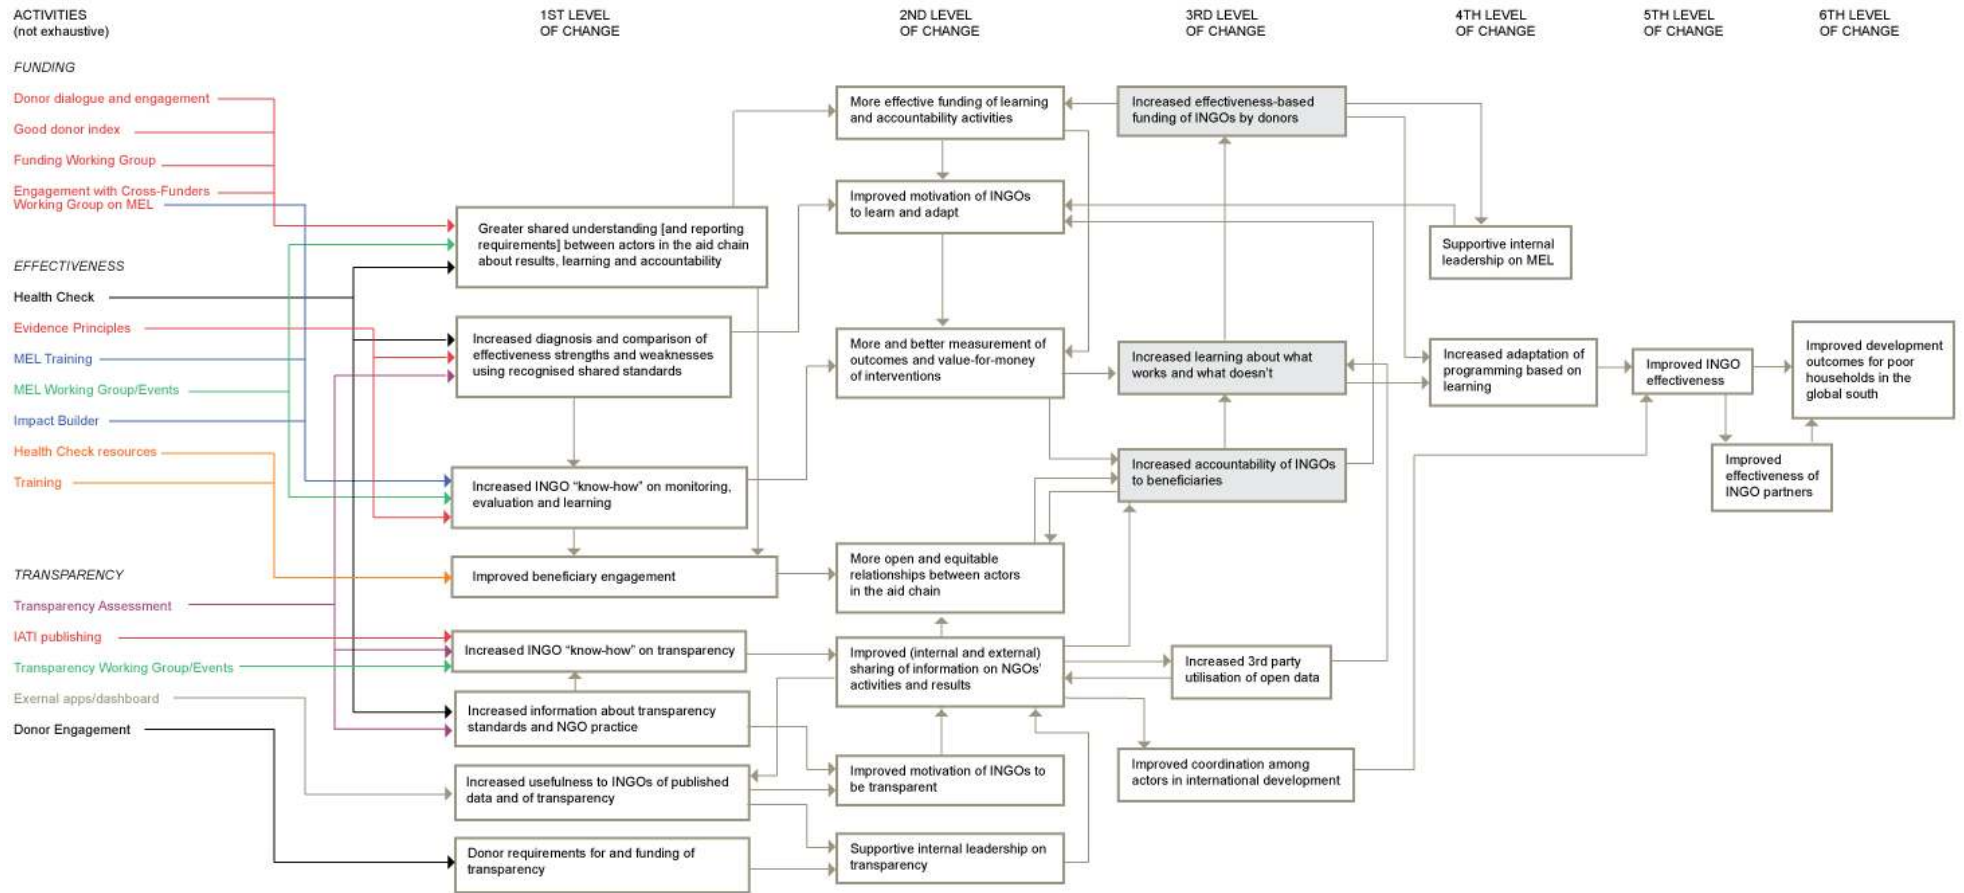 ACTIVITIES
(not exhaustive)
1ST LEVEL
OF CHANGE
2ND LEVEL
OF CHANGE
3RD LEVEL
OF CHANGE
4TH LEVEL
OF CHANGE
5TH LEVEL
OF CHANGE
6TH LEVEL
OF CHANGE
FUNDING
Donor dialogue and engagement
Good donor index
Funding Working Group
Engagement with Cross-Funders
Working Group on MEL
EFFECTIVENESS
Health Check
Evidence Principles
MEL Training
MEL Working Group/Events
Impact Builder
Health Check resources
Training
TRANSPARENCY
Transparency Assessment
IATI publishing
Transparency Working Group/Events
Exernal apps/dashboard
Donor Engagement
Greater shared understanding [and reporting
requirements] between actors in the aid chain
about results, learning and accountability
Increased diagnosis and comparison of
effectiveness strengths and weaknesses
using recognised shared standards
Increased INGO “know-how” on monitoring,
evaluation and learning
Improved beneficiary engagement
Increased INGO “know-how” on transparency
Increased information about transparency
standards and NGO practice
Increased usefulness to INGOs of published
data and of transparency
Donor requirements for and funding of
transparency
More effective funding of learning
and accountability activities
Improved motivation of INGOs
to learn and adapt
More and better measurement of
outcomes and value-for-money
of interventions
More open and equitable
relationships between actors
in the aid chain
Improved (internal and external)
sharing of information on NGOs’
activities and results
Improved motivation of INGOs to
be transparent
Supportive internal leadership on
transparency
Increased effectiveness-based
funding of INGOs by donors
Increased learning about what
works and what doesn’t
Increased accountability of INGOs
to beneficiaries
Increased 3rd party
utilisation of open data
Improved coordination among
actors in international development
Supportive internal
leadership on MEL
Increased adaptation of
programming based on
learning
Improved INGO
effectiveness
Improved
effectiveness of
INGO partners
Improved development
outcomes for poor
households in the
global south